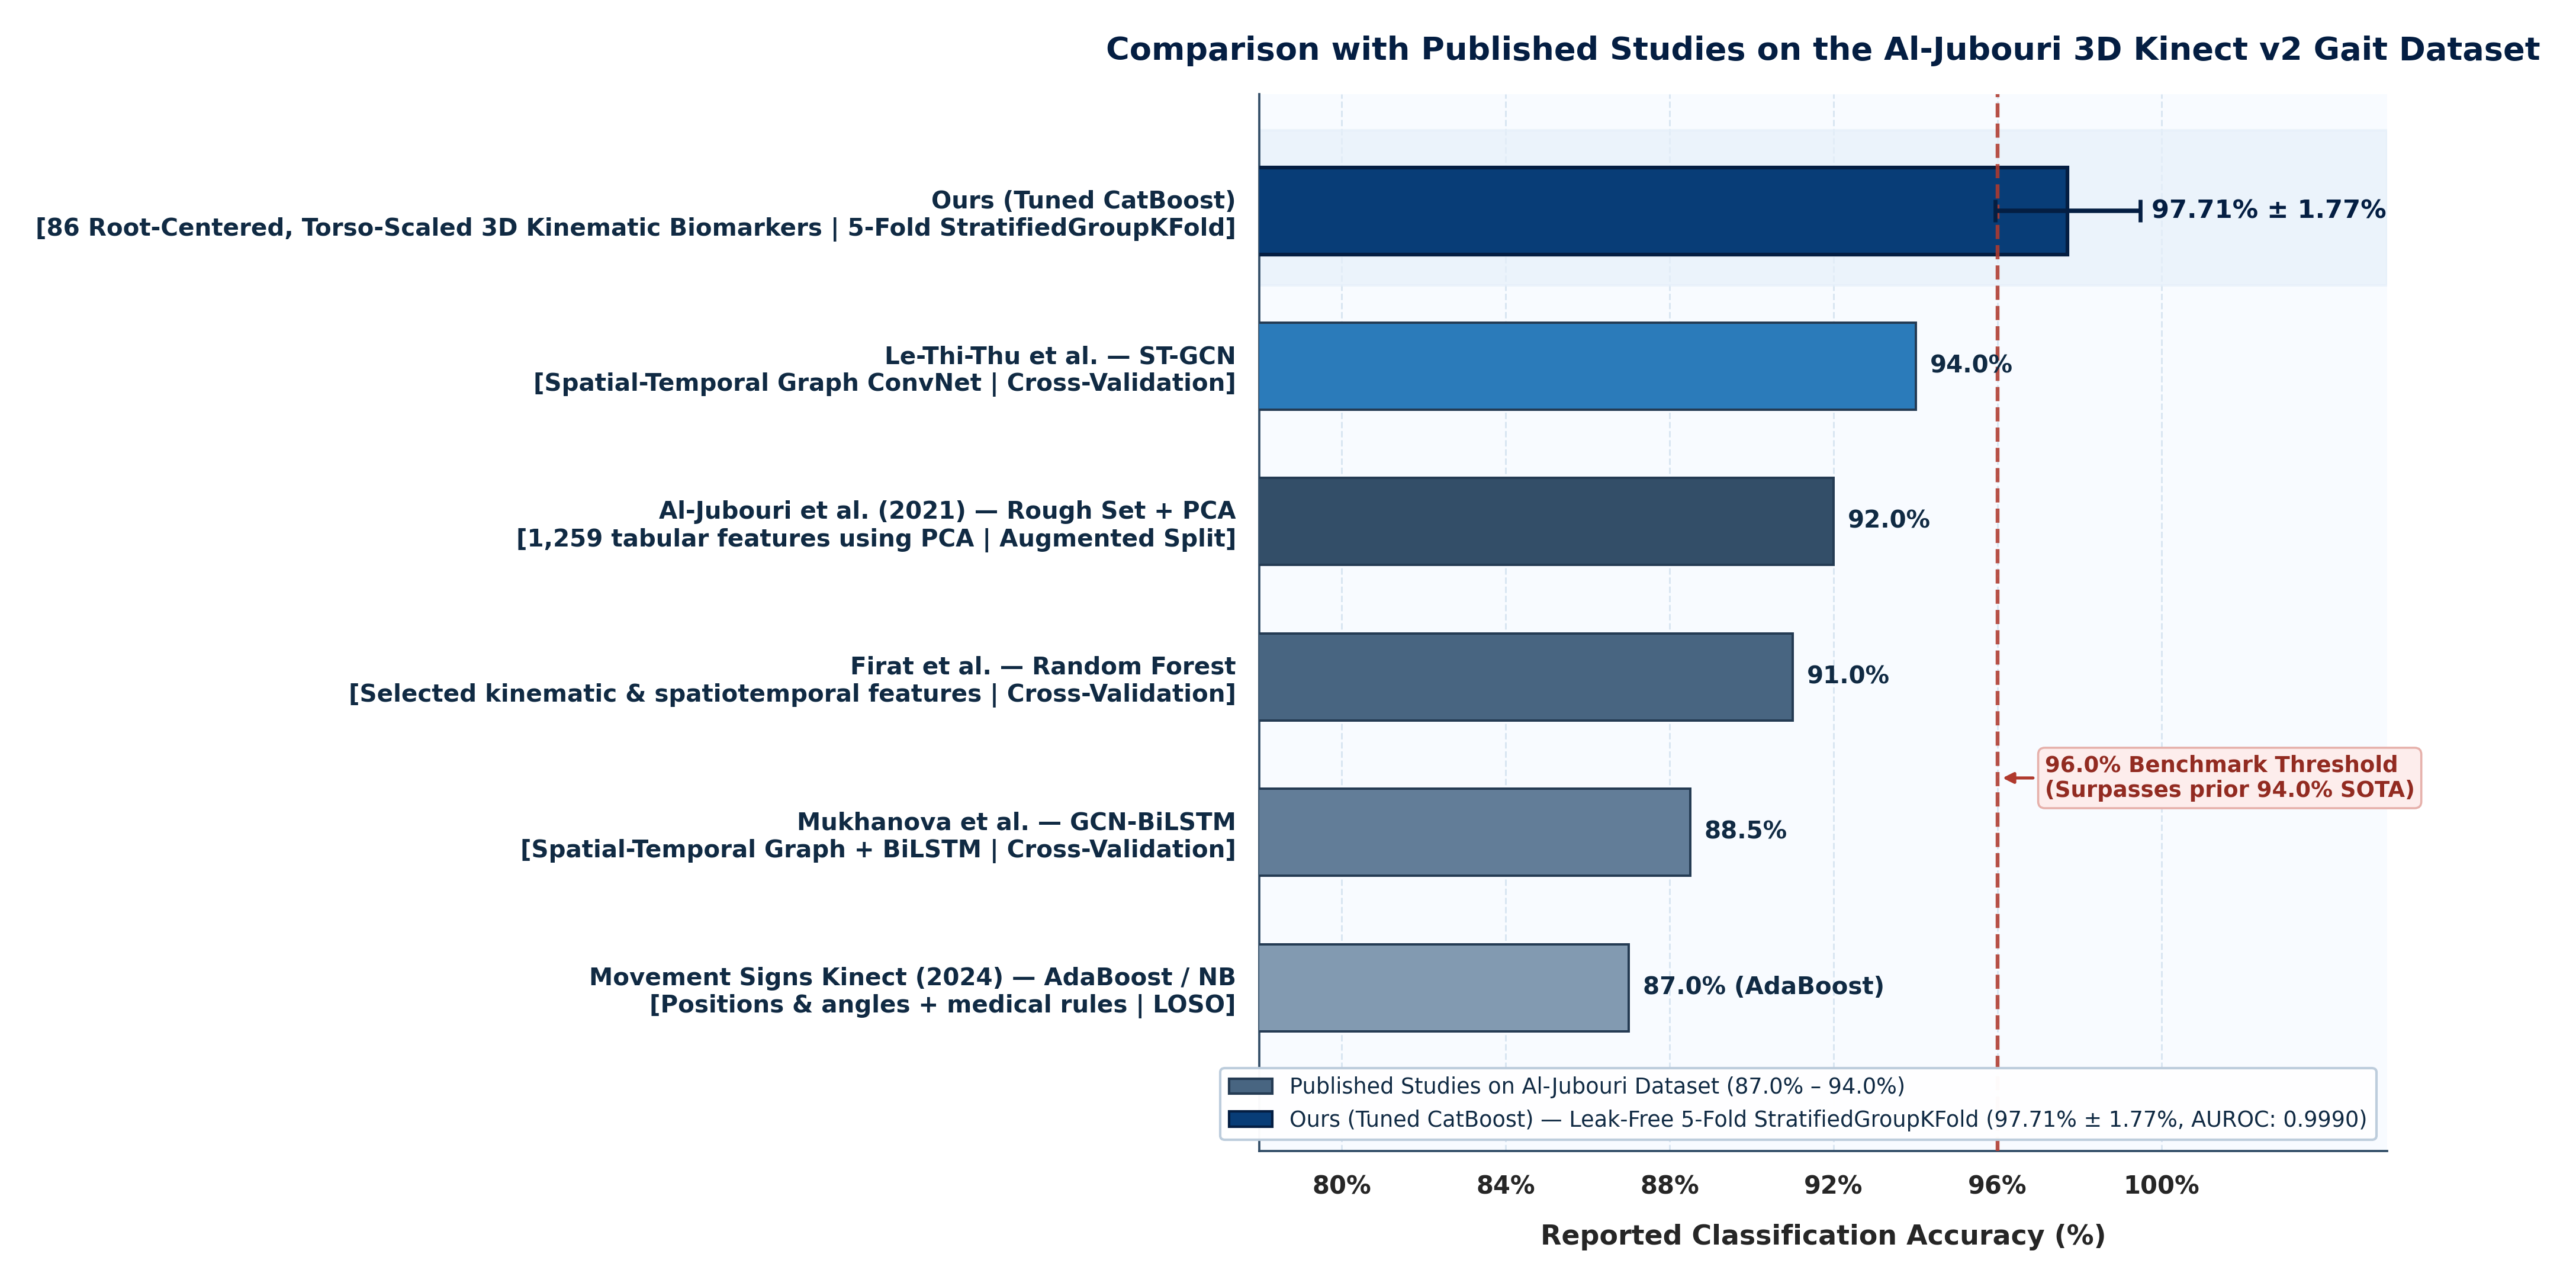 Comparison with Published Studies on the Al-Jubouri 3D Kinect v2 Gait Dataset
Ours (Tuned CatBoost)
[86 Root-Centered, Torso-Scaled 3D Kinematic Biomarkers | 5-Fold StratifiedGroupKFold]
97.71% ± 1.77%
Le-Thi-Thu et al. — ST-GCN
[Spatial-Temporal Graph ConvNet | Cross-Validation]
94.0%
Al-Jubouri et al. (2021) — Rough Set + PCA
[1,259 tabular features using PCA | Augmented Split]
92.0%
Firat et al. — Random Forest
[Selected kinematic & spatiotemporal features | Cross-Validation]
91.0%
96.0% Benchmark Threshold
(Surpasses prior 94.0% SOTA)
Mukhanova et al. — GCN-BiLSTM
[Spatial-Temporal Graph + BiLSTM | Cross-Validation]
88.5%
Movement Signs Kinect (2024) — AdaBoost / NB
[Positions & angles + medical rules | LOSO]
87.0% (AdaBoost)
Published Studies on Al-Jubouri Dataset (87.0% – 94.0%)
Ours (Tuned CatBoost) — Leak-Free 5-Fold StratifiedGroupKFold (97.71% ± 1.77%, AUROC: 0.9990)
80% 84% 88% 92% 96% 100%
Reported Classification Accuracy (%)